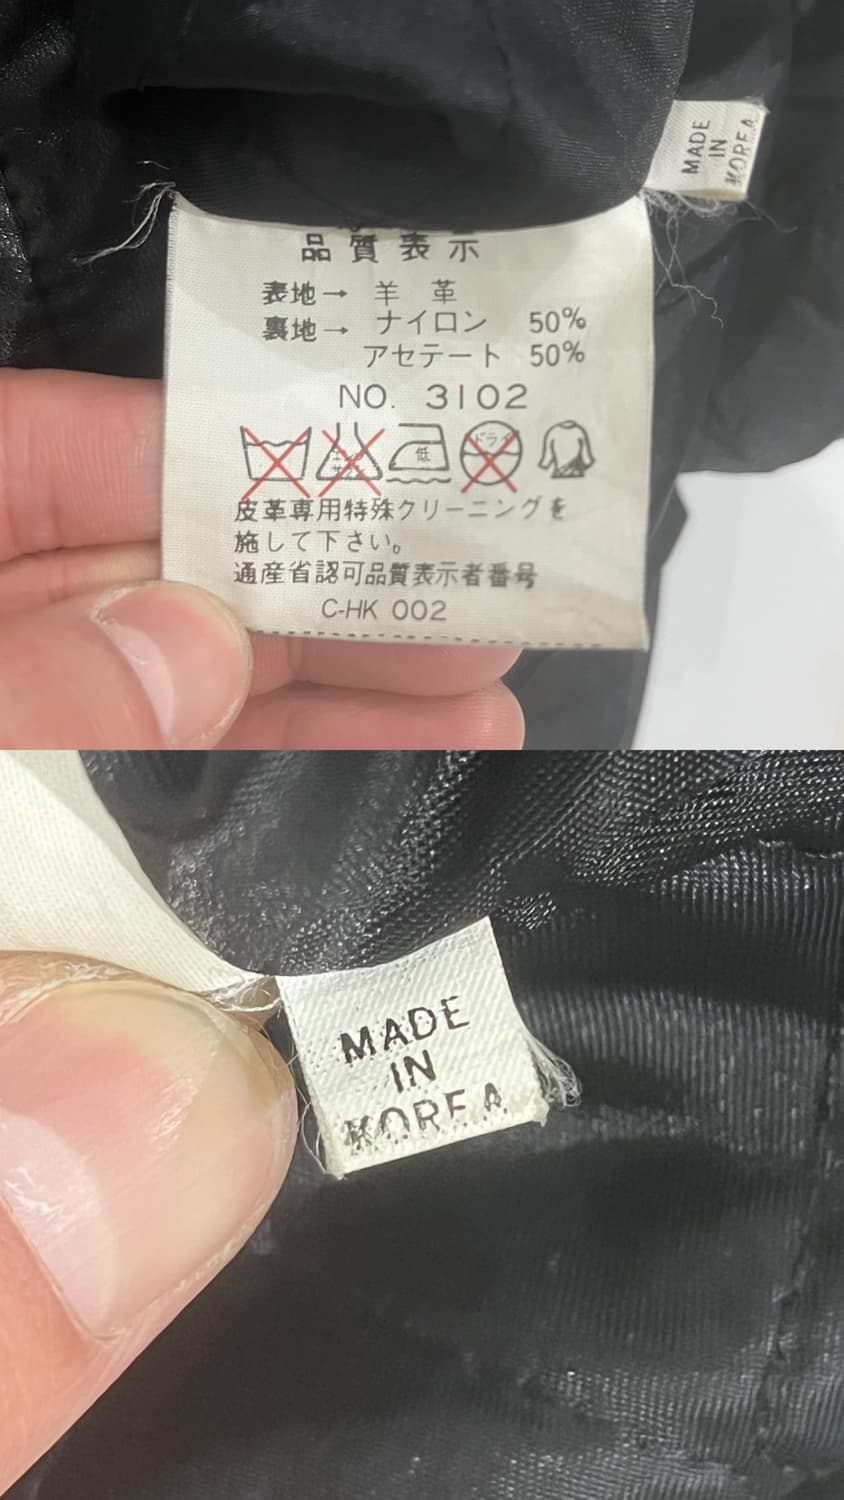 品質表示
表地→ 羊 革
裏地→ ナイロン 50%
アセテート 50%
NO. 3102
低
ドライ
皮革専用特殊クリーニングを
施して下さい。
通産省認可品質表示者番号
C-HK 002
MADE
IN
KOREA
MADE
IN
KOREA